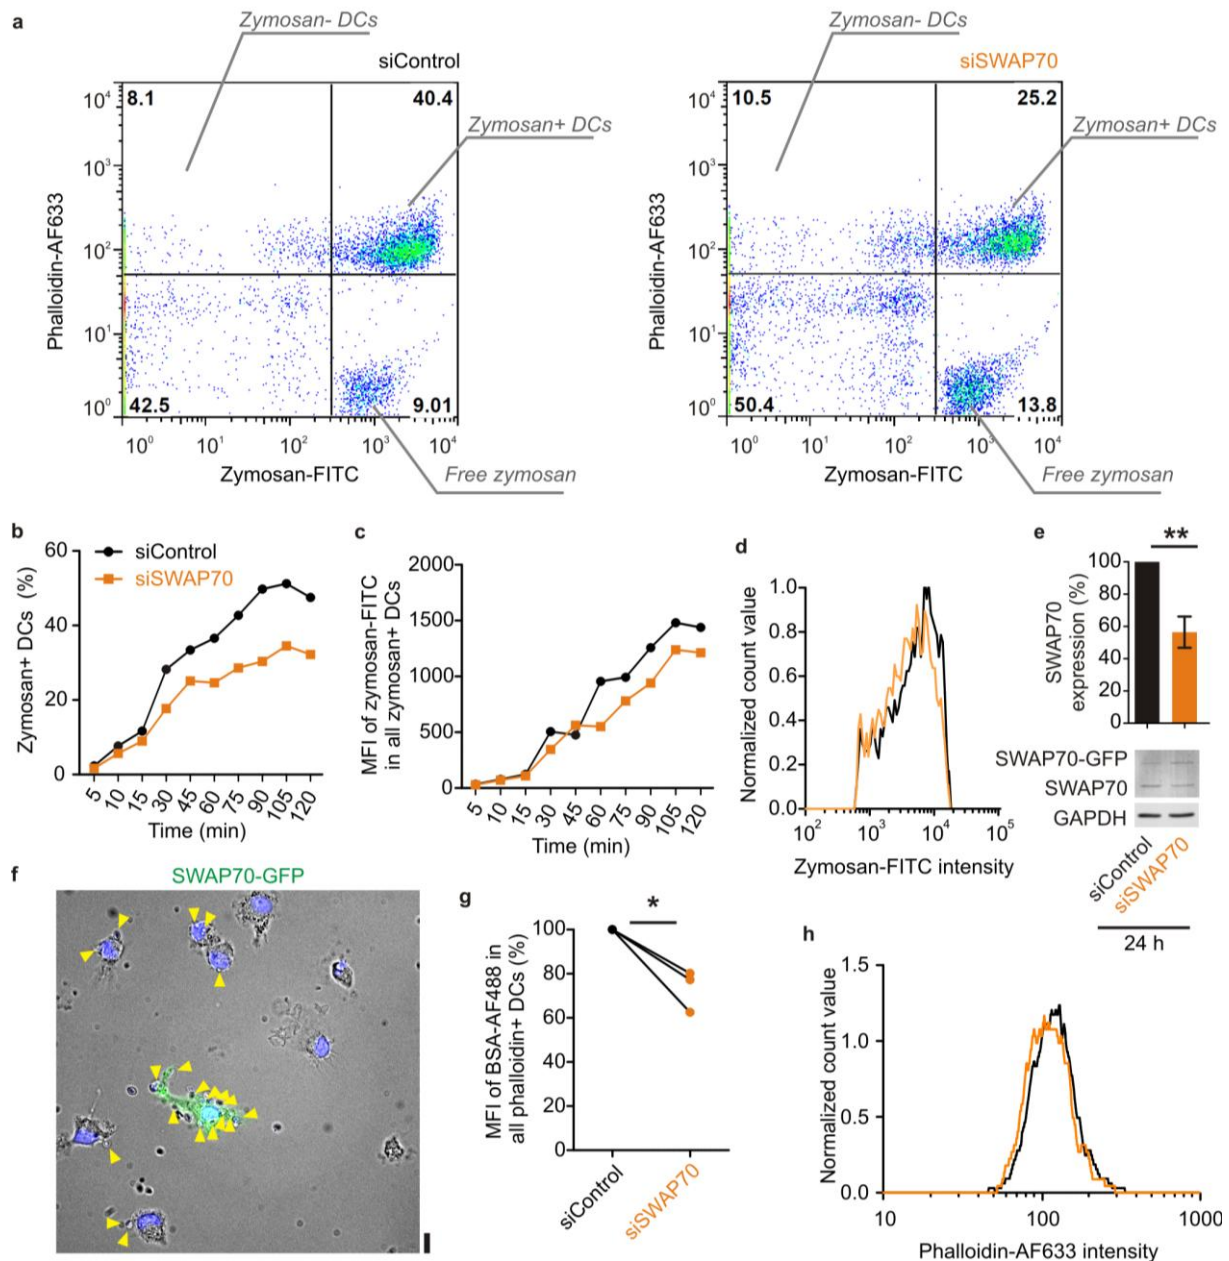 a
Zymosan- DCs
siControl
8.1
40.4
Zymosan+ DCs
10⁴
10³
10²
10¹
10⁰
Phalloidin-AF633
42.5
9.01
10⁰ 10¹ 10² 10³ 10⁴
Zymosan-FITC
Free zymosan
Zymosan- DCs
siSWAP70
10.5
25.2
Zymosan+ DCs
10⁴
10³
10²
10¹
10⁰
Phalloidin-AF633
50.4
13.8
10⁰ 10¹ 10² 10³ 10⁴
Zymosan-FITC
Free zymosan
b
siControl
siSWAP70
60
40
20
0
Zymosan+ DCs (%)
5 10 15 30 45 60 75 90 105 120
Time (min)
c
2000
1500
1000
500
0
MFI of zymosan-FITC
in all zymosan+ DCs
5 10 15 30 45 60 75 90 105 120
Time (min)
d
1.0
0.8
0.6
0.4
0.2
0.0
Normalized count value
10² 10³ 10⁴ 10⁵
Zymosan-FITC intensity
e
**
100
80
60
40
20
0
SWAP70
expression (%)
SWAP70-GFP
SWAP70
GAPDH
siControl
siSWAP70
24 h
f
SWAP70-GFP
g
*
100
80
60
40
20
0
MFI of BSA-AF488 in
all phalloidin+ DCs (%)
siControl
siSWAP70
h
1.5
1.0
0.5
0.0
Normalized count value
10 100 1000
Phalloidin-AF633 intensity